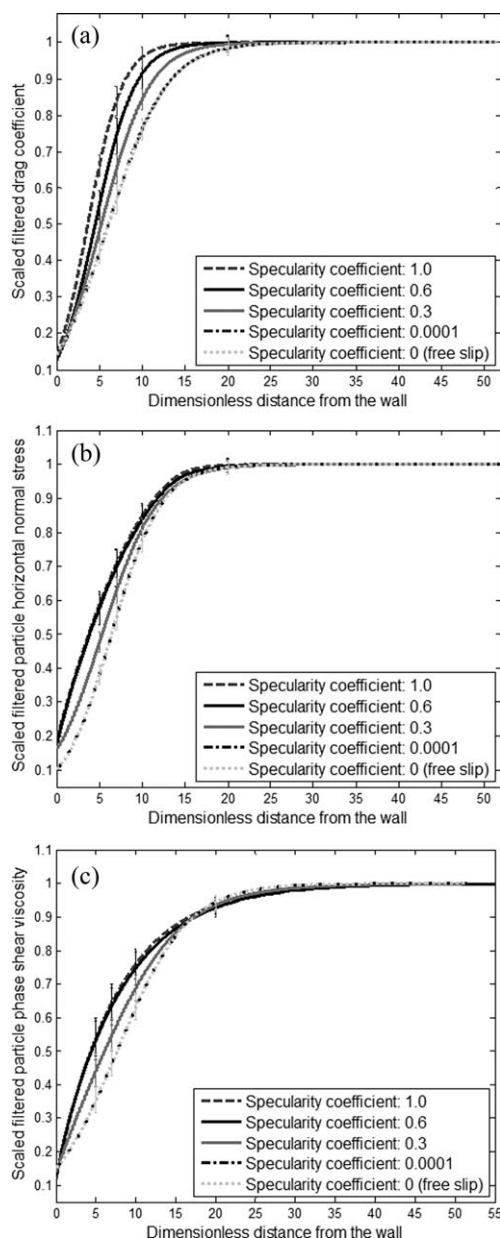 (a)
Scaled filtered drag coefficient
1
0.9
0.8
0.7
0.6
0.5
0.4
0.3
0.2
0.1
Specularity coefficient: 1.0
Specularity coefficient: 0.6
Specularity coefficient: 0.3
Specularity coefficient: 0.0001
Specularity coefficient: 0 (free slip)
0 5 10 15 20 25 30 35 40 45 50
Dimensionless distance from the wall
(b)
Scaled filtered particle horizontal normal stress
1.1
1
0.9
0.8
0.7
0.6
0.5
0.4
0.3
0.2
0.1
Specularity coefficient: 1.0
Specularity coefficient: 0.6
Specularity coefficient: 0.3
Specularity coefficient: 0.0001
Specularity coefficient: 0 (free slip)
0 5 10 15 20 25 30 35 40 45 50
Dimensionless distance from the wall
(c)
Scaled filtered particle phase shear viscosity
1.1
1
0.9
0.8
0.7
0.6
0.5
0.4
0.3
0.2
0.1
Specularity coefficient: 1.0
Specularity coefficient: 0.6
Specularity coefficient: 0.3
Specularity coefficient: 0.0001
Specularity coefficient: 0 (free slip)
0 5 10 15 20 25 30 35 40 45 50 55
Dimensionless distance from the wall